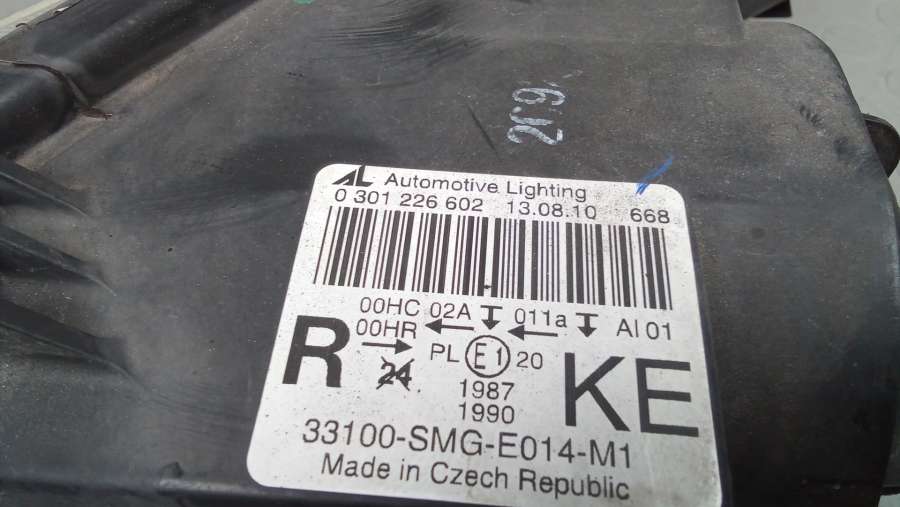 269
AL Automotive Lighting
0 301 226 602 13.08.10 668
00HC 02A 011a AI 01
00HR
R 24 PL E1 20 KE
1987
1990
33100-SMG-E014-M1
Made in Czech Republic